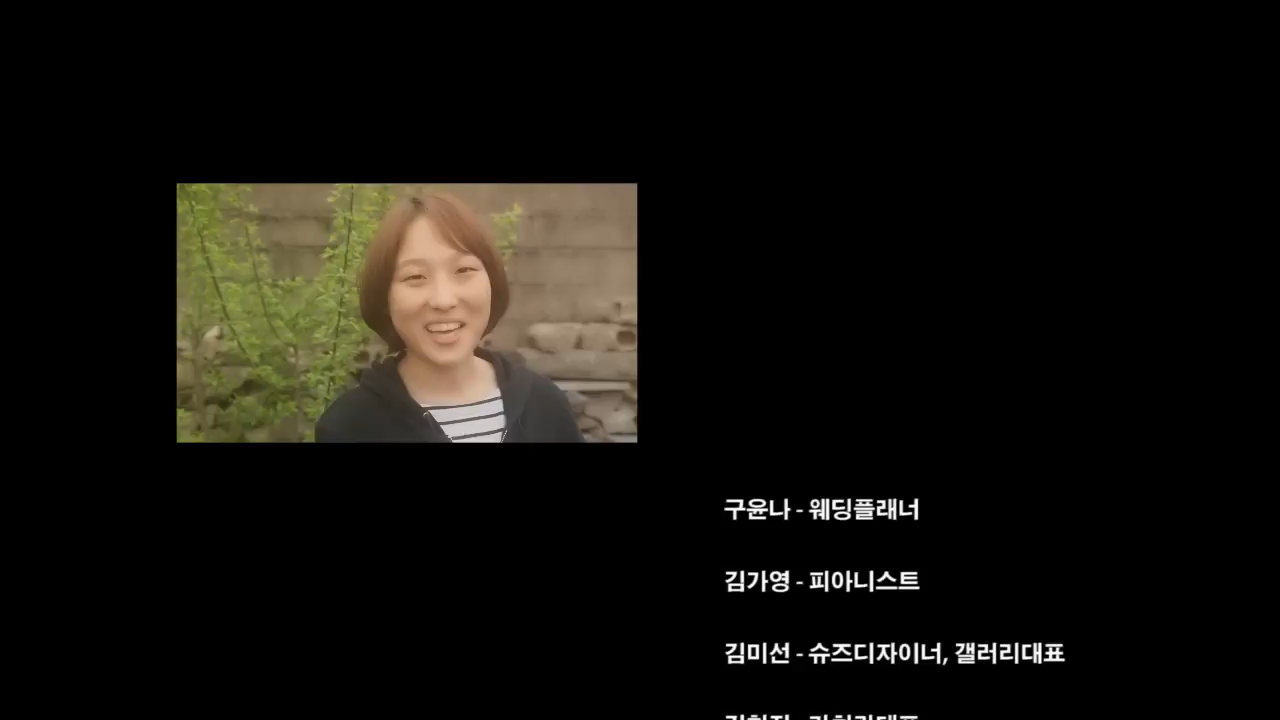 구윤나 - 웨딩플래너
김가영 - 피아니스트
김미선 - 슈즈디자이너, 갤러리대표